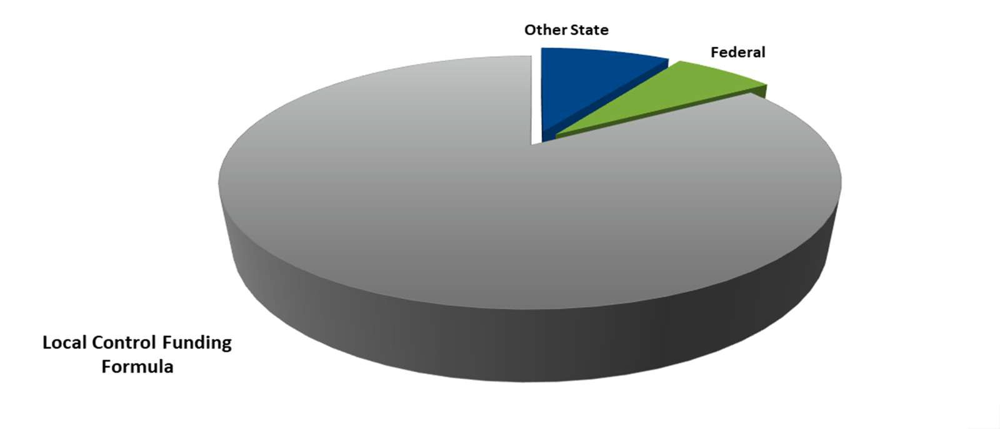 Other State
Federal
Local Control Funding
Formula